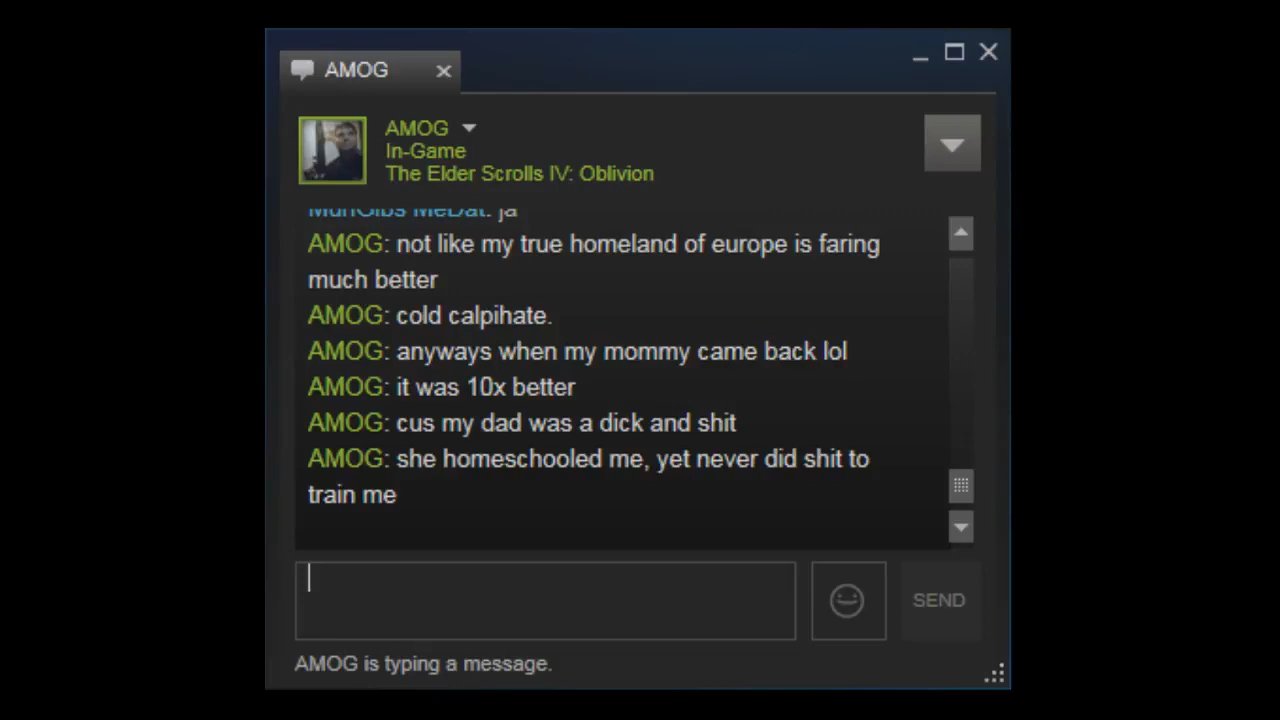 AMOG
AMOG
In-Game
The Elder Scrolls IV: Oblivion
MunGibs MeDat: ja
AMOG: not like my true homeland of europe is faring
much better
AMOG: cold calpihate.
AMOG: anyways when my mommy came back lol
AMOG: it was 10x better
AMOG: cus my dad was a dick and shit
AMOG: she homeschooled me, yet never did shit to
train me
SEND
AMOG is typing a message.